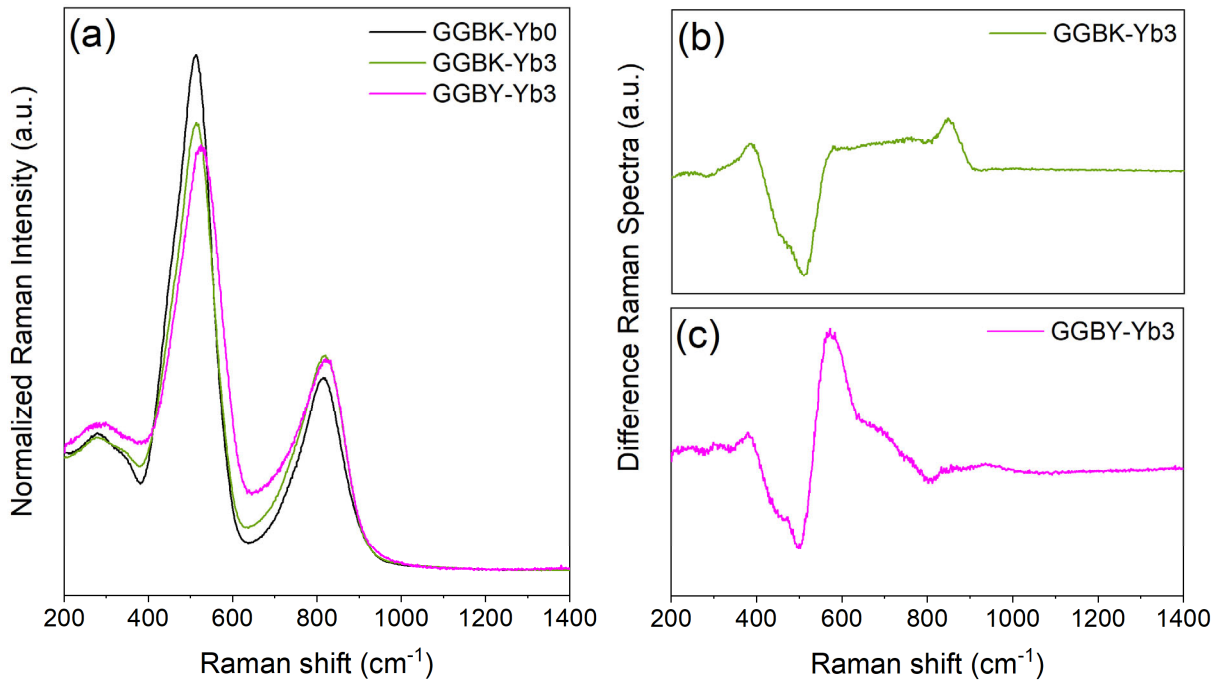 (a)
GGBK-Yb0
GGBK-Yb3
GGBY-Yb3
Normalized Raman Intensity (a.u.)
200 400 600 800 1000 1200 1400
Raman shift (cm⁻¹)
(b)
GGBK-Yb3
Difference Raman Spectra (a.u.)
(c)
GGBY-Yb3
200 400 600 800 1000 1200 1400
Raman shift (cm⁻¹)